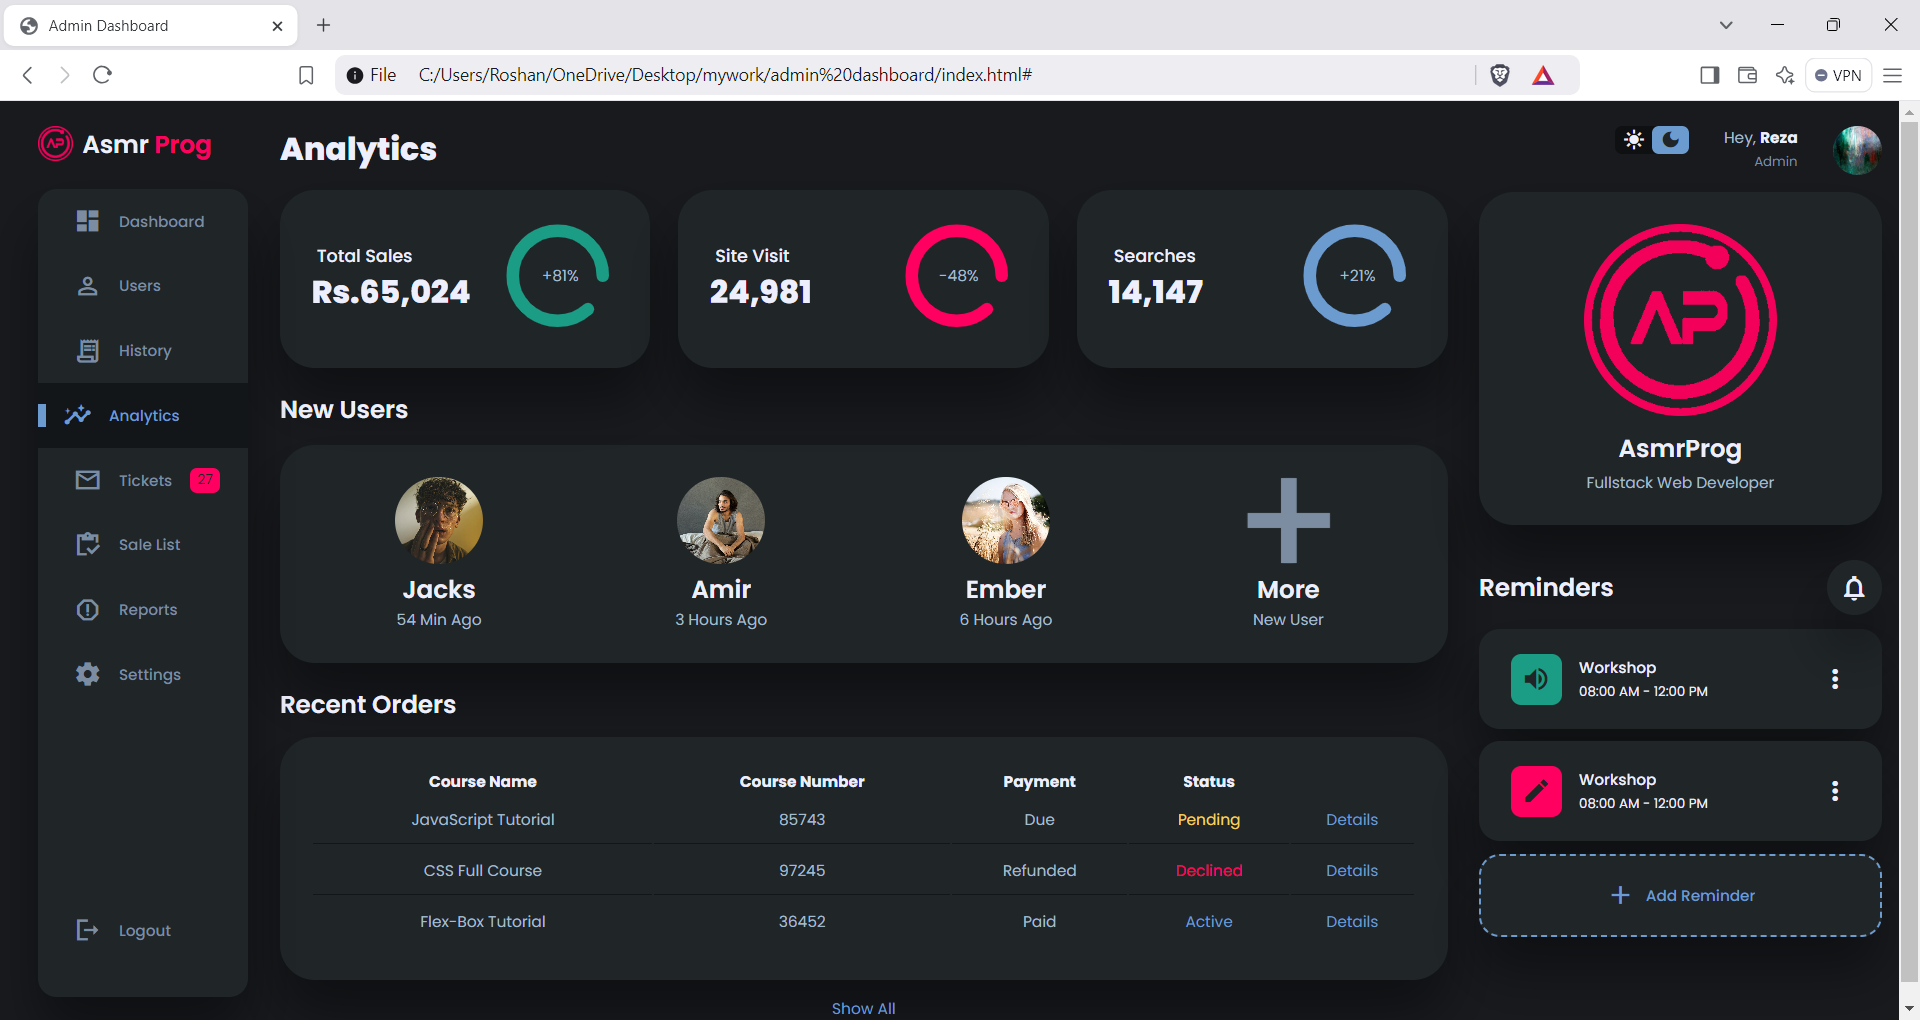 Admin Dashboard
File C:/Users/Roshan/OneDrive/Desktop/mywork/admin%20dashboard/index.html#
VPN
AP Asmr Prog
Analytics
Hey, Reza
Admin
Dashboard
Users
History
Analytics
Tickets 27
Sale List
Reports
Settings
Logout
Total Sales
Rs.65,024
+81%
Site Visit
24,981
-48%
Searches
14,147
+21%
New Users
Jacks
54 Min Ago
Amir
3 Hours Ago
Ember
6 Hours Ago
More
New User
Recent Orders
Course Name Course Number Payment Status
JavaScript Tutorial 85743 Due Pending Details
CSS Full Course 97245 Refunded Declined Details
Flex-Box Tutorial 36452 Paid Active Details
Show All
AP
AsmrProg
Fullstack Web Developer
Reminders
Workshop
08:00 AM - 12:00 PM
Workshop
08:00 AM - 12:00 PM
Add Reminder